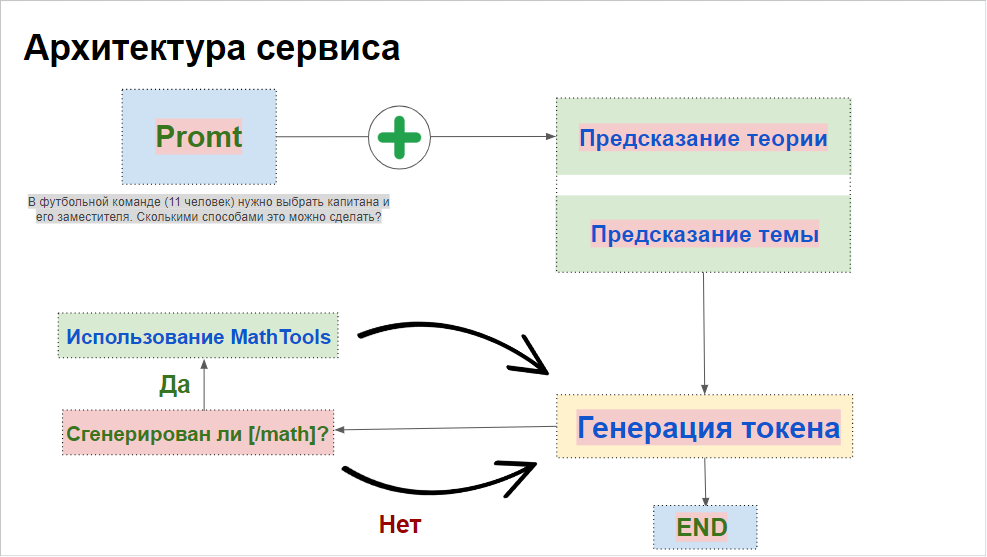 Архитектура сервиса
Promt
Предсказание теории
В футбольной команде (11 человек) нужно выбрать капитана и
его заместителя. Сколькими способами это можно сделать?
Предсказание темы
Использование MathTools
Да
Сгенерирован ли [/math]?
Генерация токена
Нет
END